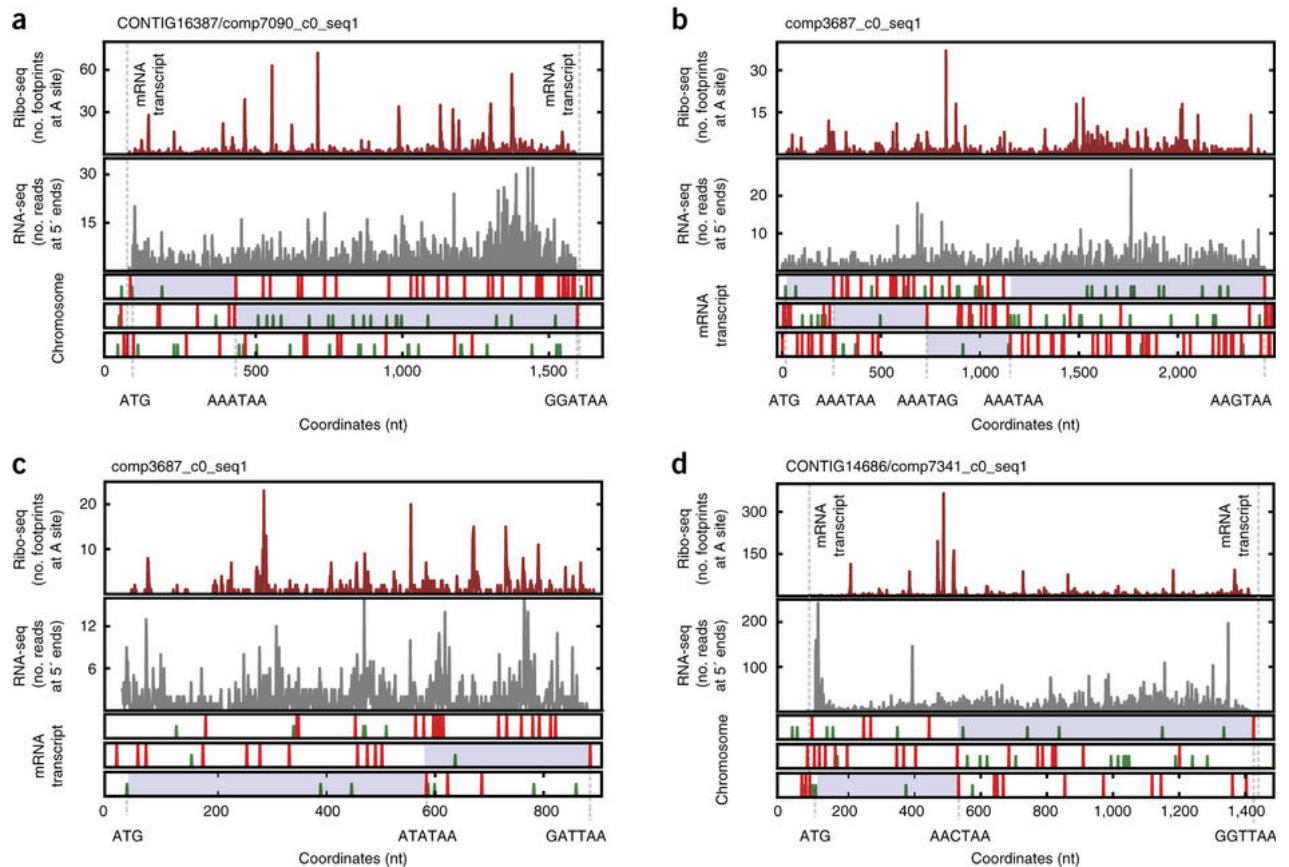 a
CONTIG16387/comp7090_c0_seq1
Ribo-seq
(no. footprints
at A site)
60
30
mRNA
transcript
mRNA
transcript
RNA-seq
(no. reads
at 5´ ends)
30
15
Chromosome
0 500 1,000 1,500
ATG AAATAA GGATAA
Coordinates (nt)
b
comp3687_c0_seq1
Ribo-seq
(no. footprints
at A site)
30
15
RNA-seq
(no. reads
at 5´ ends)
20
10
mRNA
transcript
0 500 1,000 1,500 2,000
ATG AAATAA AAATAG AAATAA AAGTAA
Coordinates (nt)
c
comp3687_c0_seq1
Ribo-seq
(no. footprints
at A site)
20
10
RNA-seq
(no. reads
at 5´ ends)
12
6
mRNA
transcript
0 200 400 600 800
ATG ATATAA GATTAA
Coordinates (nt)
d
CONTIG14686/comp7341_c0_seq1
Ribo-seq
(no. footprints
at A site)
300
150
mRNA
transcript
mRNA
transcript
RNA-seq
(no. reads
at 5´ ends)
200
100
Chromosome
0 200 400 600 800 1,000 1,200 1,400
ATG AACTAA GGTTAA
Coordinates (nt)